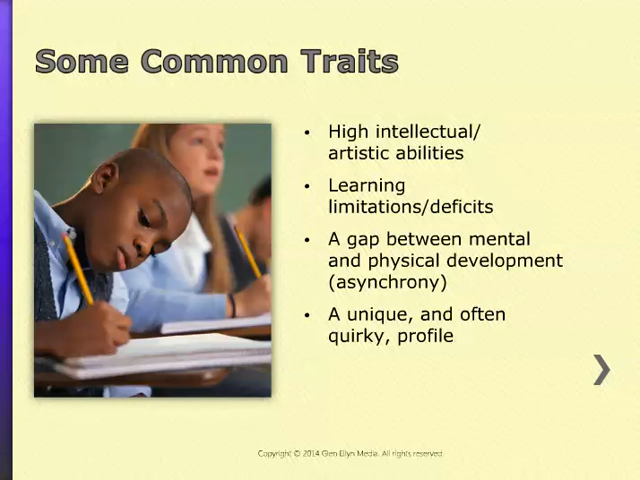 Some Common Traits
• High intellectual/
artistic abilities
• Learning
limitations/deficits
• A gap between mental
and physical development
(asynchrony)
• A unique, and often
quirky, profile
Copyright © 2014 Glen Ellyn Media. All rights reserved.